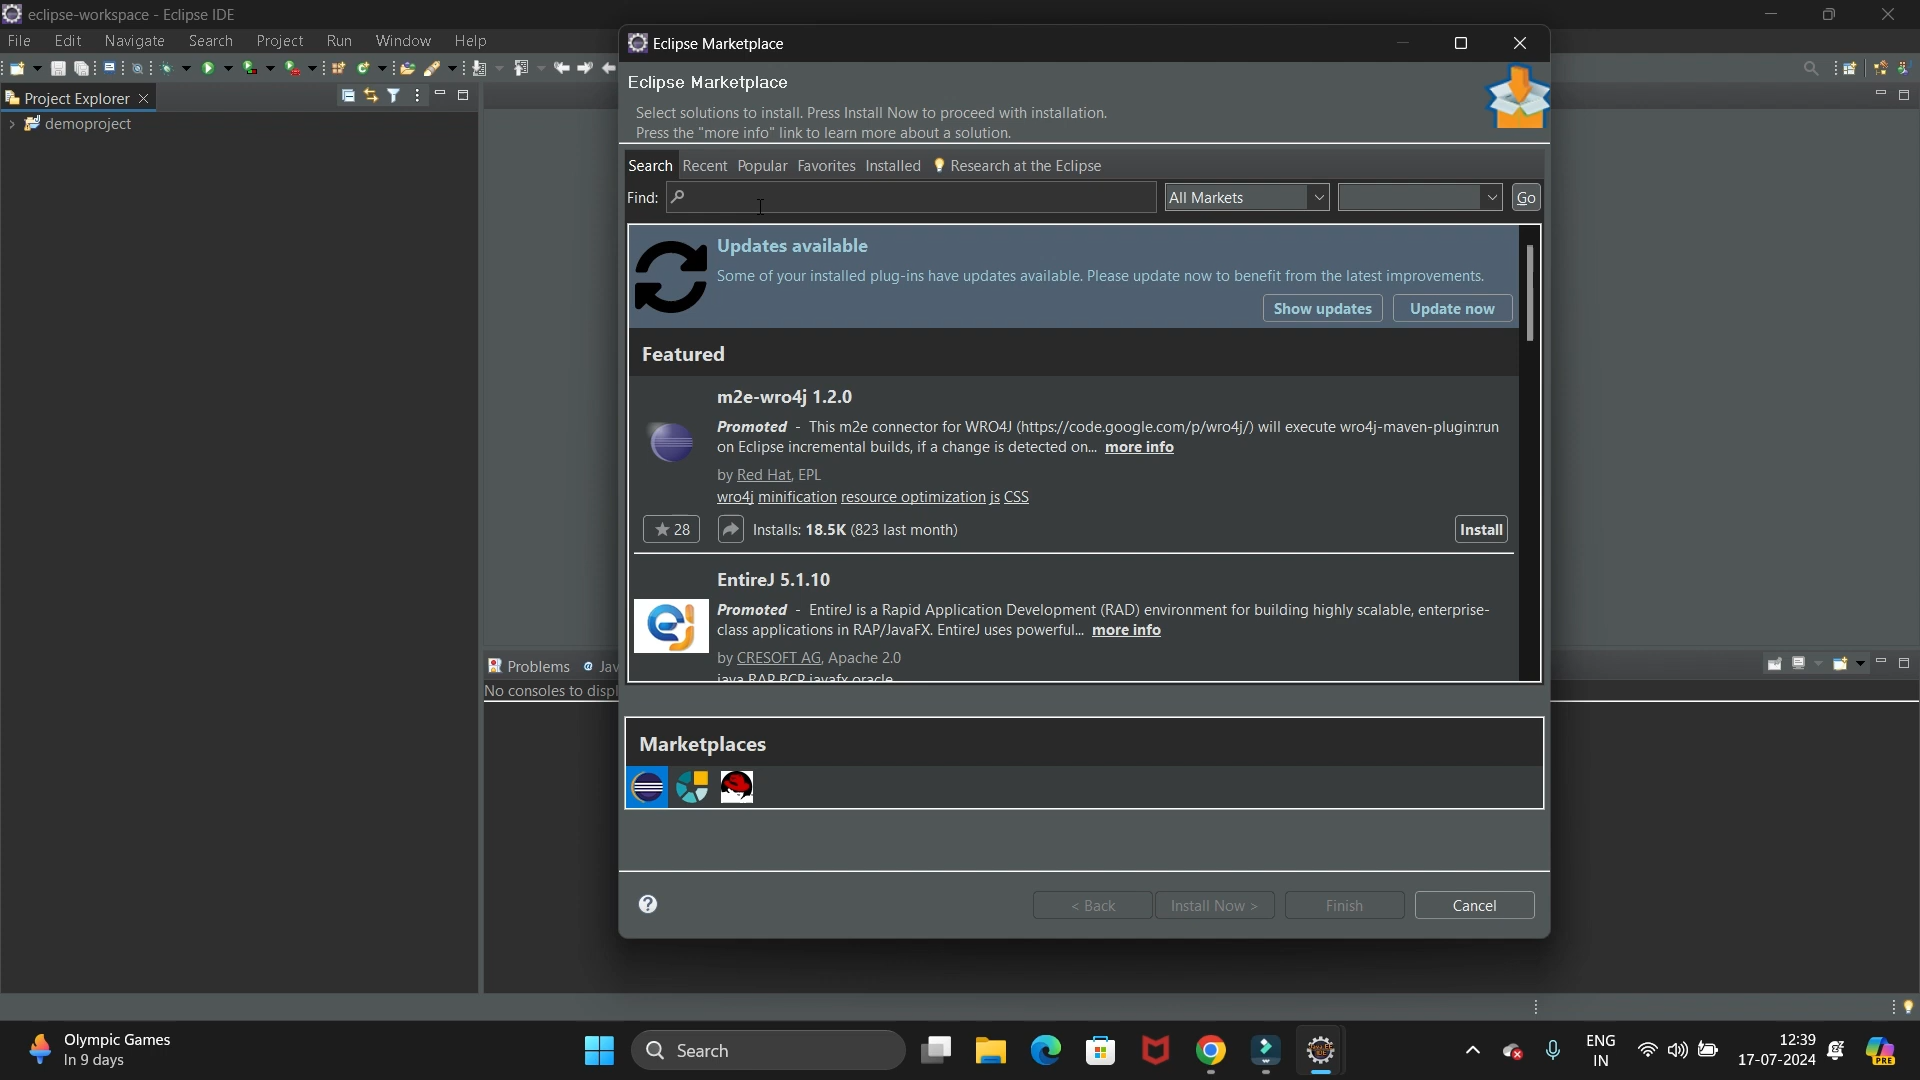 eclipse-workspace - Eclipse IDE
File Edit Navigate Search Project Run Window Help
Project Explorer
demoproject
Problems Jav
No consoles to displ
Eclipse Marketplace
Eclipse Marketplace
Select solutions to install. Press Install Now to proceed with installation.
Press the "more info" link to learn more about a solution.
Search Recent Popular Favorites Installed Research at the Eclipse
Find: All Markets Go
Updates available
Some of your installed plug-ins have updates available. Please update now to benefit from the latest improvements.
Show updates Update now
Featured
m2e-wro4j 1.2.0
Promoted - This m2e connector for WRO4J (https://code.google.com/p/wro4j/) will execute wro4j-maven-plugin:run
on Eclipse incremental builds, if a change is detected on... more info
by Red Hat, EPL
wro4j minification resource optimization js CSS
28 Installs: 18.5K (823 last month) Install
EntireJ 5.1.10
Promoted - EntireJ is a Rapid Application Development (RAD) environment for building highly scalable, enterprise-
class applications in RAP/JavaFX. EntireJ uses powerful... more info
by CRESOFT AG, Apache 2.0
java RAP RCP javafx oracle
Marketplaces
< Back Install Now > Finish Cancel
Olympic Games
In 9 days
Search
ENG
IN
12:39
17-07-2024
PRE